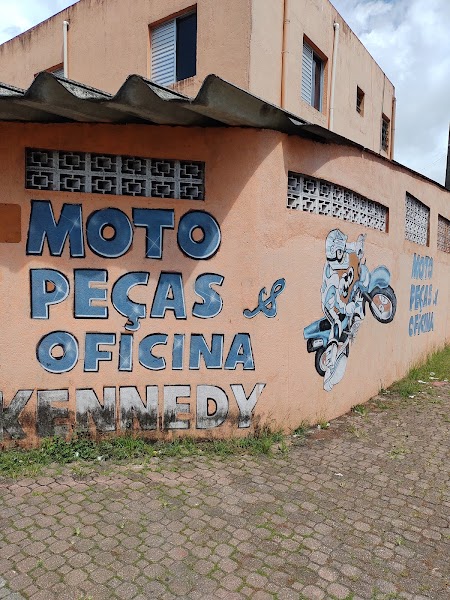 MOTO
PEÇAS &
OFICINA
KENNEDY
MOTO
PEÇAS &
OFICINA